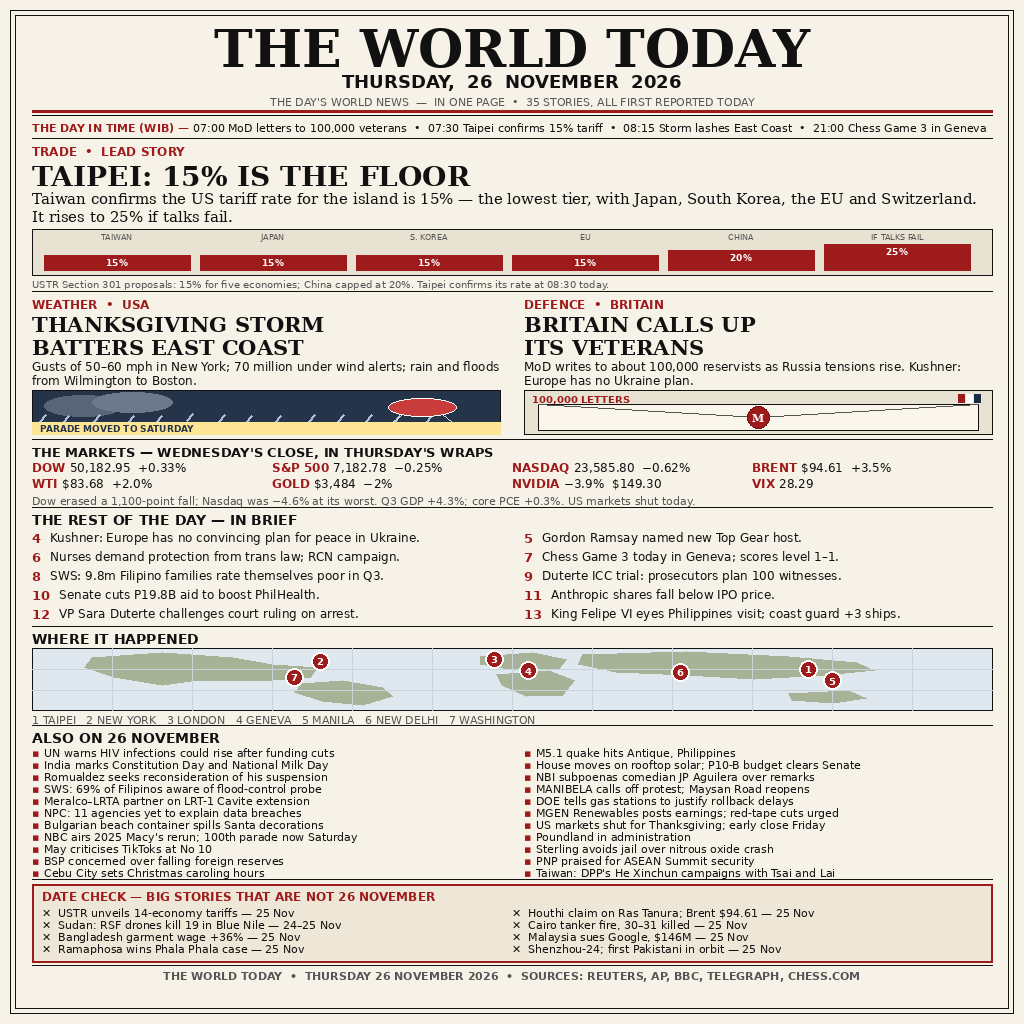 THE WORLD TODAY
THURSDAY, 26 NOVEMBER 2026
THE DAY'S WORLD NEWS — IN ONE PAGE • 35 STORIES, ALL FIRST REPORTED TODAY
THE DAY IN TIME (WIB) — 07:00 MoD letters to 100,000 veterans • 07:30 Taipei confirms 15% tariff • 08:15 Storm lashes East Coast • 21:00 Chess Game 3 in Geneva
TRADE • LEAD STORY
TAIPEI: 15% IS THE FLOOR
Taiwan confirms the US tariff rate for the island is 15% — the lowest tier, with Japan, South Korea, the EU and Switzerland.
It rises to 25% if talks fail.
TAIWAN JAPAN S. KOREA EU CHINA IF TALKS FAIL
15% 15% 15% 15% 20% 25%
USTR Section 301 proposals: 15% for five economies; China capped at 20%. Taipei confirms its rate at 08:30 today.
WEATHER • USA
THANKSGIVING STORM
BATTERS EAST COAST
Gusts of 50–60 mph in New York; 70 million under wind alerts; rain and floods
from Wilmington to Boston.
PARADE MOVED TO SATURDAY
DEFENCE • BRITAIN
BRITAIN CALLS UP
ITS VETERANS
MoD writes to about 100,000 reservists as Russia tensions rise. Kushner:
Europe has no Ukraine plan.
100,000 LETTERS
M
THE MARKETS — WEDNESDAY'S CLOSE, IN THURSDAY'S WRAPS
DOW 50,182.95 +0.33% S&P 500 7,182.78 −0.25% NASDAQ 23,585.80 −0.62% BRENT $94.61 +3.5%
WTI $83.68 +2.0% GOLD $3,484 −2% NVIDIA −3.9% $149.30 VIX 28.29
Dow erased a 1,100-point fall; Nasdaq was −4.6% at its worst. Q3 GDP +4.3%; core PCE +0.3%. US markets shut today.
THE REST OF THE DAY — IN BRIEF
4 Kushner: Europe has no convincing plan for peace in Ukraine.
5 Gordon Ramsay named new Top Gear host.
6 Nurses demand protection from trans law; RCN campaign.
7 Chess Game 3 today in Geneva; scores level 1–1.
8 SWS: 9.8m Filipino families rate themselves poor in Q3.
9 Duterte ICC trial: prosecutors plan 100 witnesses.
10 Senate cuts P19.8B aid to boost PhilHealth.
11 Anthropic shares fall below IPO price.
12 VP Sara Duterte challenges court ruling on arrest.
13 King Felipe VI eyes Philippines visit; coast guard +3 ships.
WHERE IT HAPPENED
2 7 3 4 6 1 5
1 TAIPEI 2 NEW YORK 3 LONDON 4 GENEVA 5 MANILA 6 NEW DELHI 7 WASHINGTON
ALSO ON 26 NOVEMBER
■ UN warns HIV infections could rise after funding cuts
■ India marks Constitution Day and National Milk Day
■ Romualdez seeks reconsideration of his suspension
■ SWS: 69% of Filipinos aware of flood-control probe
■ Meralco–LRTA partner on LRT-1 Cavite extension
■ NPC: 11 agencies yet to explain data breaches
■ Bulgarian beach container spills Santa decorations
■ NBC airs 2025 Macy's rerun; 100th parade now Saturday
■ May criticises TikToks at No 10
■ BSP concerned over falling foreign reserves
■ Cebu City sets Christmas caroling hours
■ M5.1 quake hits Antique, Philippines
■ House moves on rooftop solar; P10-B budget clears Senate
■ NBI subpoenas comedian JP Aguilera over remarks
■ MANIBELA calls off protest; Maysan Road reopens
■ DOE tells gas stations to justify rollback delays
■ MGEN Renewables posts earnings; red-tape cuts urged
■ US markets shut for Thanksgiving; early close Friday
■ Poundland in administration
■ Sterling avoids jail over nitrous oxide crash
■ PNP praised for ASEAN Summit security
■ Taiwan: DPP's He Xinchun campaigns with Tsai and Lai
DATE CHECK — BIG STORIES THAT ARE NOT 26 NOVEMBER
✕ USTR unveils 14-economy tariffs — 25 Nov
✕ Sudan: RSF drones kill 19 in Blue Nile — 24–25 Nov
✕ Bangladesh garment wage +36% — 25 Nov
✕ Ramaphosa wins Phala Phala case — 25 Nov
✕ Houthi claim on Ras Tanura; Brent $94.61 — 25 Nov
✕ Cairo tanker fire, 30–31 killed — 25 Nov
✕ Malaysia sues Google, $146M — 25 Nov
✕ Shenzhou-24; first Pakistani in orbit — 25 Nov
THE WORLD TODAY • THURSDAY 26 NOVEMBER 2026 • SOURCES: REUTERS, AP, BBC, TELEGRAPH, CHESS.COM